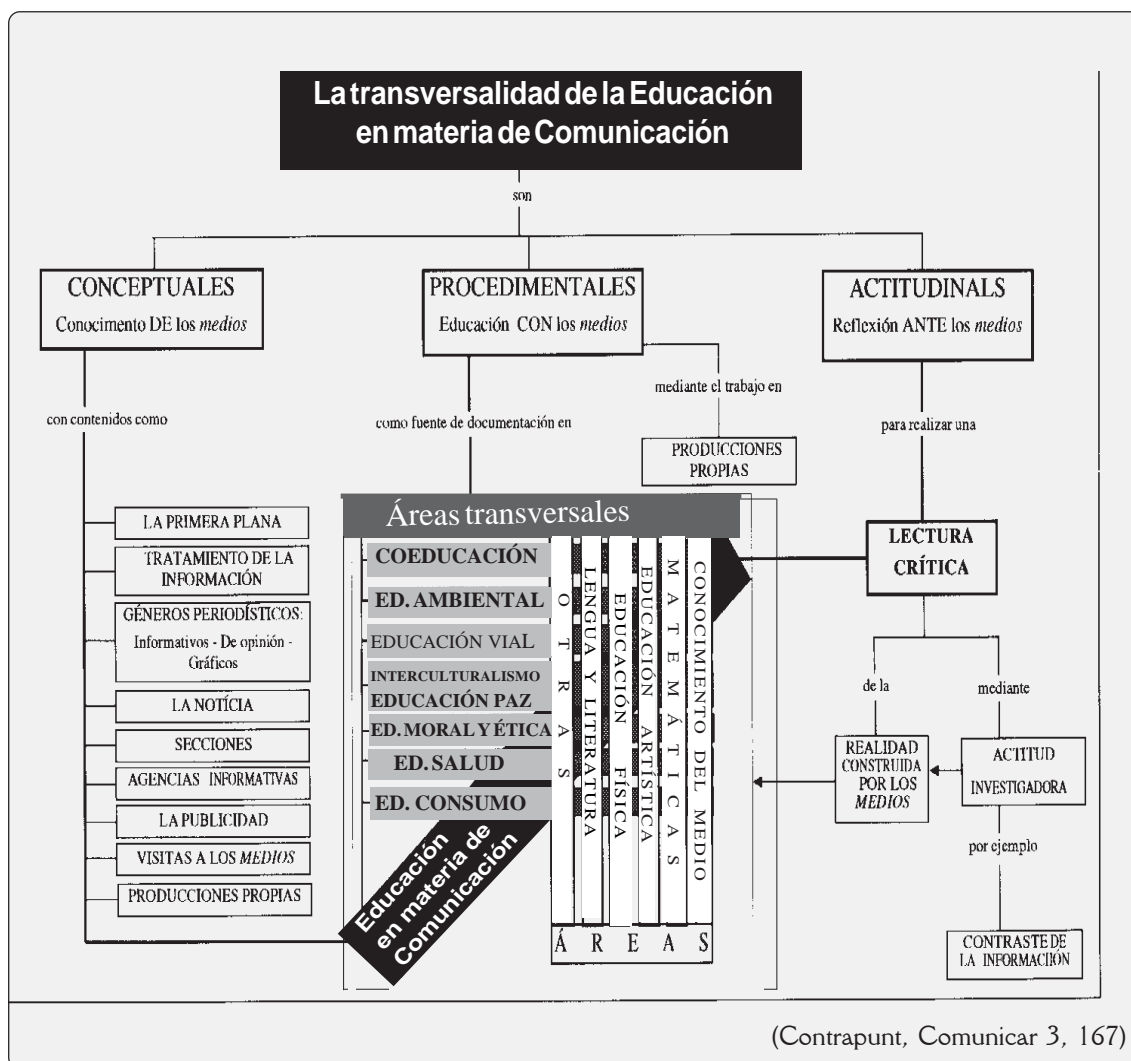 La transversalidad de la Educación
en materia de Comunicación
son
CONCEPTUALES
Conocimento DE los medios
PROCEDIMENTALES
Educación CON los medios
ACTITUDINALS
Reflexión ANTE los medios
con contenidos como
como fuente de documentación en
mediante el trabajo en
para realizar una
PRODUCCIONES
PROPIAS
LA PRIMERA PLANA
TRATAMIENTO DE LA
INFORMACIÓN
GÉNEROS PERIODÍSTICOS:
Informativos - De opinión -
Gráficos
LA NOTÍCIA
SECCIONES
AGENCIAS INFORMATIVAS
LA PUBLICIDAD
VISITAS A LOS MEDIOS
PRODUCCIONES PROPIAS
Áreas transversales
COEDUCACIÓN
ED. AMBIENTAL
EDUCACIÓN VIAL
INTERCULTURALISMO
EDUCACIÓN PAZ
ED. MORAL Y ÉTICA
ED. SALUD
ED. CONSUMO
Educación
en materia de
Comunicación
OTRAS
LENGUA Y LITERATURA
EDUCACIÓN FÍSICA
EDUCACIÓN ARTÍSTICA
MATEMÁTICAS
CONOCIMIENTO DEL MEDIO
ÁREAS
LECTURA
CRÍTICA
de la
mediante
REALIDAD
CONSTRUIDA
POR LOS
MEDIOS
ACTITUD
INVESTIGADORA
por ejemplo
CONTRASTE DE
LA INFORMACIIÓN
(Contrapunt, Comunicar 3, 167)